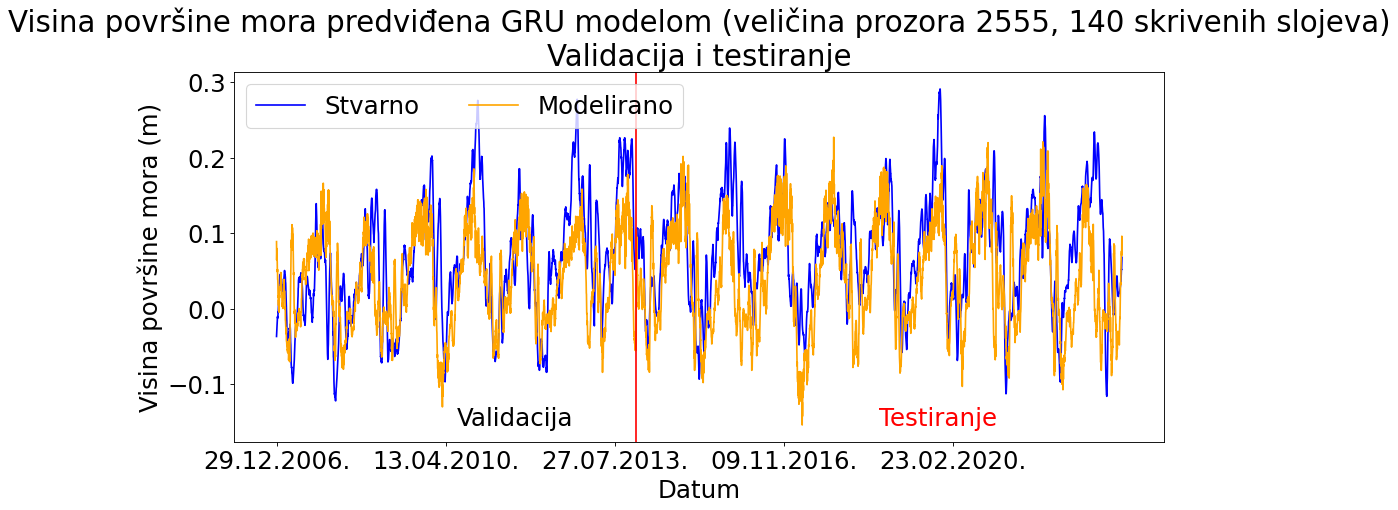 Visina površine mora predviđena GRU modelom (veličina prozora 2555, 140 skrivenih slojeva)
Validacija i testiranje
Stvarno
Modelirano
Visina površine mora (m)
0.3
0.2
0.1
0.0
−0.1
Validacija
Testiranje
29.12.2006.
13.04.2010.
27.07.2013.
09.11.2016.
23.02.2020.
Datum